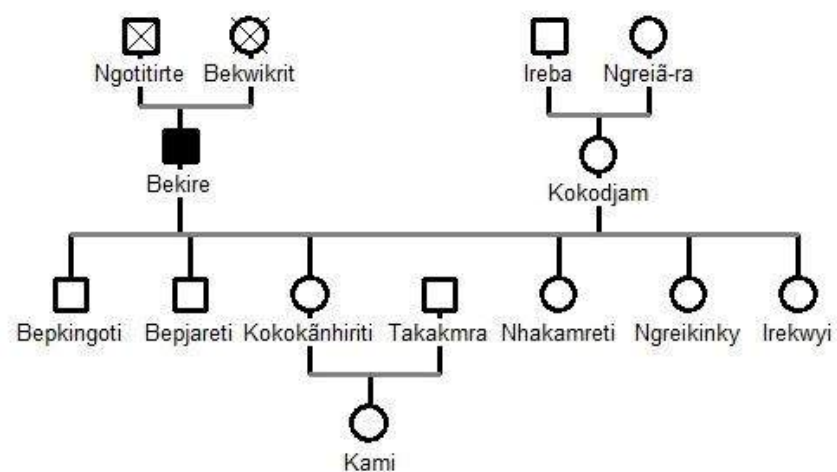 Ngotitirte Bekwikrit Ireba Ngreiã-ra
Bekire Kokodjam
Bepkingoti Bepjareti Kokokãnhiriti Takakmra Nhakamreti Ngreikinky Irekwyi
Kami